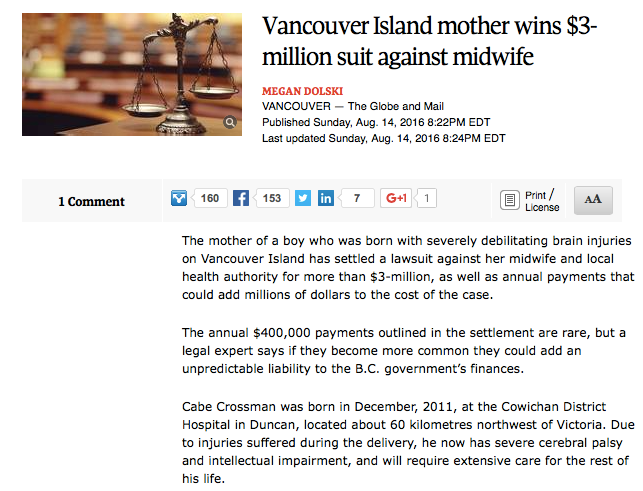 Vancouver Island mother wins $3-
million suit against midwife
MEGAN DOLSKI
VANCOUVER — The Globe and Mail
Published Sunday, Aug. 14, 2016 8:22PM EDT
Last updated Sunday, Aug. 14, 2016 8:24PM EDT
1 Comment
160
153
in
7
G+1
1
Print /
License
AA
The mother of a boy who was born with severely debilitating brain injuries
on Vancouver Island has settled a lawsuit against her midwife and local
health authority for more than $3-million, as well as annual payments that
could add millions of dollars to the cost of the case.
The annual $400,000 payments outlined in the settlement are rare, but a
legal expert says if they become more common they could add an
unpredictable liability to the B.C. government's finances.
Cabe Crossman was born in December, 2011, at the Cowichan District
Hospital in Duncan, located about 60 kilometres northwest of Victoria. Due
to injuries suffered during the delivery, he now has severe cerebral palsy
and intellectual impairment, and will require extensive care for the rest of
his life.